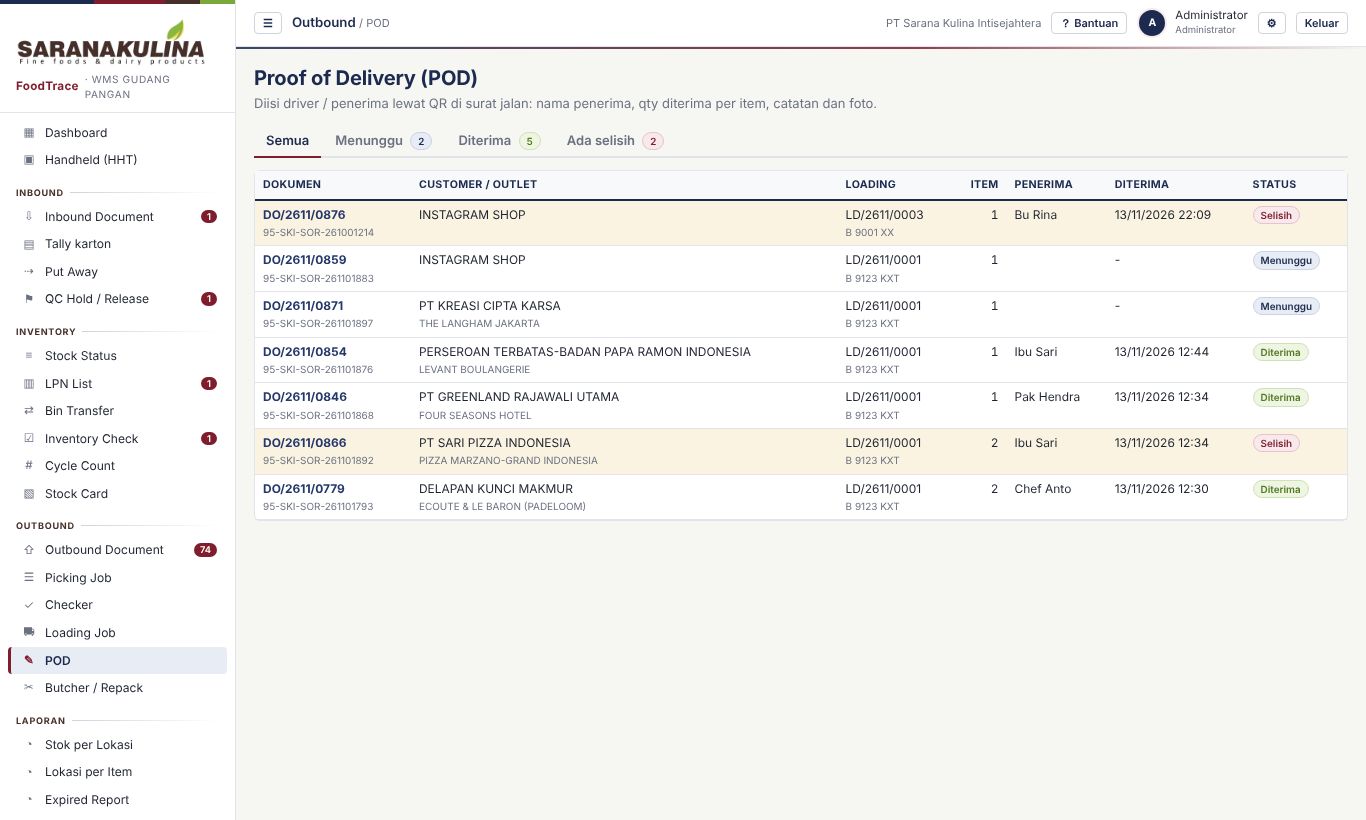 SARANAKULINA
Fine foods & dairy products
FoodTrace · WMS GUDANG PANGAN
Dashboard
Handheld (HHT)
INBOUND
Inbound Document 1
Tally karton
Put Away
QC Hold / Release 1
INVENTORY
Stock Status
LPN List 1
Bin Transfer
Inventory Check 1
Cycle Count
Stock Card
OUTBOUND
Outbound Document 74
Picking Job
Checker
Loading Job
POD
Butcher / Repack
LAPORAN
Stok per Lokasi
Lokasi per Item
Expired Report
Outbound / POD
PT Sarana Kulina Intisejahtera
? Bantuan
A
Administrator
Administrator
Keluar
Proof of Delivery (POD)
Diisi driver / penerima lewat QR di surat jalan: nama penerima, qty diterima per item, catatan dan foto.
Semua Menunggu 2 Diterima 5 Ada selisih 2
DOKUMEN CUSTOMER / OUTLET LOADING ITEM PENERIMA DITERIMA STATUS
DO/2611/0876 INSTAGRAM SHOP LD/2611/0003 1 Bu Rina 13/11/2026 22:09 Selisih
95-SKI-SOR-261001214 B 9001 XX
DO/2611/0859 INSTAGRAM SHOP LD/2611/0001 1 - Menunggu
95-SKI-SOR-261101883 B 9123 KXT
DO/2611/0871 PT KREASI CIPTA KARSA LD/2611/0001 1 - Menunggu
95-SKI-SOR-261101897 THE LANGHAM JAKARTA B 9123 KXT
DO/2611/0854 PERSEROAN TERBATAS-BADAN PAPA RAMON INDONESIA LD/2611/0001 1 Ibu Sari 13/11/2026 12:44 Diterima
95-SKI-SOR-261101876 LEVANT BOULANGERIE B 9123 KXT
DO/2611/0846 PT GREENLAND RAJAWALI UTAMA LD/2611/0001 1 Pak Hendra 13/11/2026 12:34 Diterima
95-SKI-SOR-261101868 FOUR SEASONS HOTEL B 9123 KXT
DO/2611/0866 PT SARI PIZZA INDONESIA LD/2611/0001 2 Ibu Sari 13/11/2026 12:34 Selisih
95-SKI-SOR-261101892 PIZZA MARZANO-GRAND INDONESIA B 9123 KXT
DO/2611/0779 DELAPAN KUNCI MAKMUR LD/2611/0001 2 Chef Anto 13/11/2026 12:30 Diterima
95-SKI-SOR-261101793 ECOUTE & LE BARON (PADELOOM) B 9123 KXT